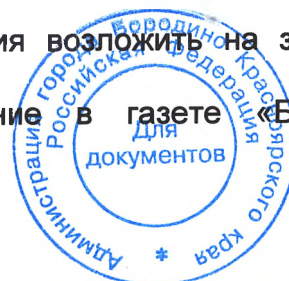 ия возложить на з
ние в газете «Б
Администрация города Бородино Красноярского края
Российская Федерация
Для
документов